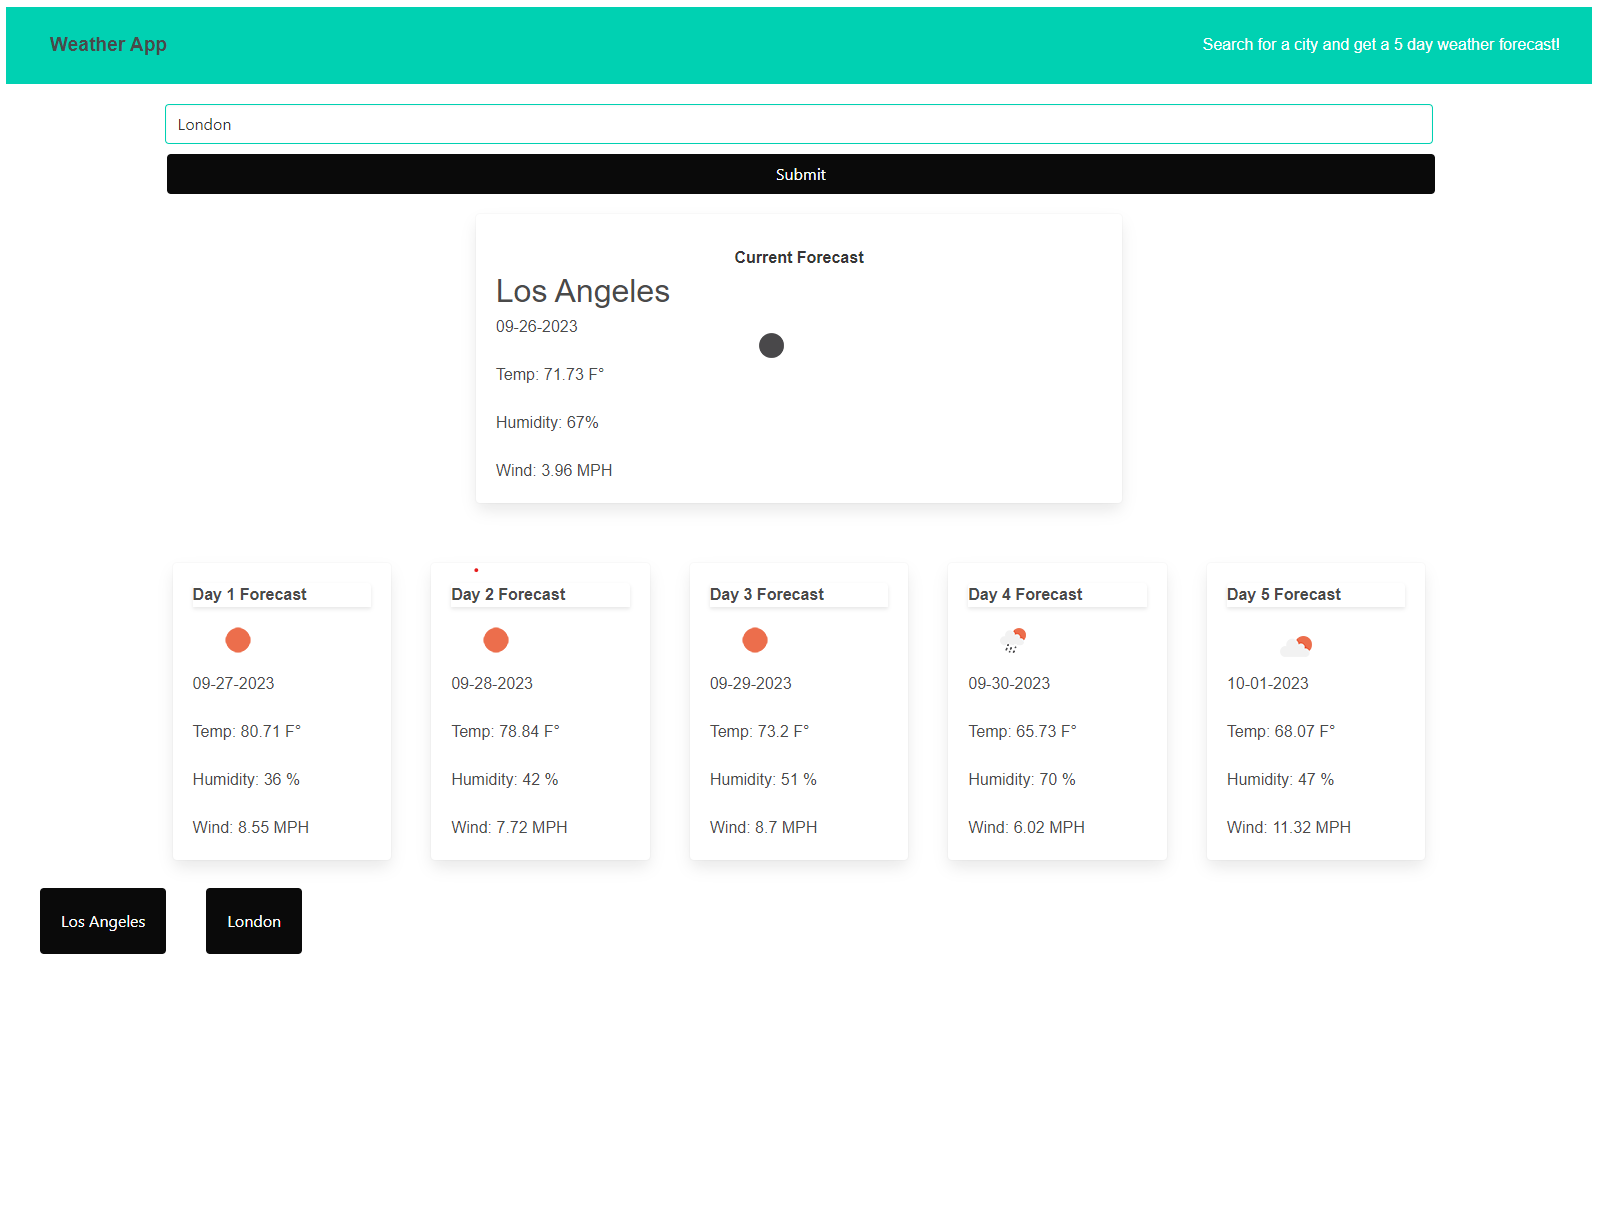 Weather App
Search for a city and get a 5 day weather forecast!
London
Submit
Current Forecast
Los Angeles
09-26-2023
Temp: 71.73 F°
Humidity: 67%
Wind: 3.96 MPH
Day 1 Forecast
09-27-2023
Temp: 80.71 F°
Humidity: 36 %
Wind: 8.55 MPH
Day 2 Forecast
09-28-2023
Temp: 78.84 F°
Humidity: 42 %
Wind: 7.72 MPH
Day 3 Forecast
09-29-2023
Temp: 73.2 F°
Humidity: 51 %
Wind: 8.7 MPH
Day 4 Forecast
09-30-2023
Temp: 65.73 F°
Humidity: 70 %
Wind: 6.02 MPH
Day 5 Forecast
10-01-2023
Temp: 68.07 F°
Humidity: 47 %
Wind: 11.32 MPH
Los Angeles
London